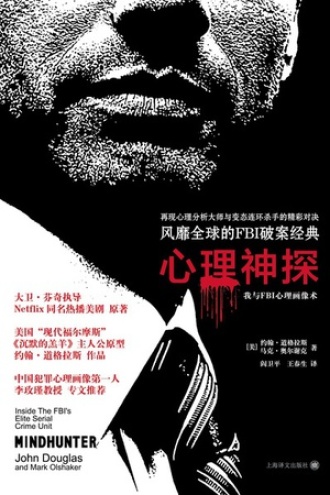 再现心理分析大师与变态连环杀手的精彩对决
风靡全球的FBI破案经典
心理神探
我与FBI心理画像术
大卫·芬奇执导
Netflix 同名热播美剧 原著
美国“现代福尔摩斯”
《沉默的羔羊》主人公原型
约翰·道格拉斯 作品
中国犯罪心理画像第一人
李玫瑾教授 专文推荐
[美] 约翰·道格拉斯
马克·奥尔谢克 著
阎卫平 王春生 译
Inside The FBI's
Elite Serial
Crime Unit
MINDHUNTER
John Douglas
and Mark Olshaker
上海译文出版社